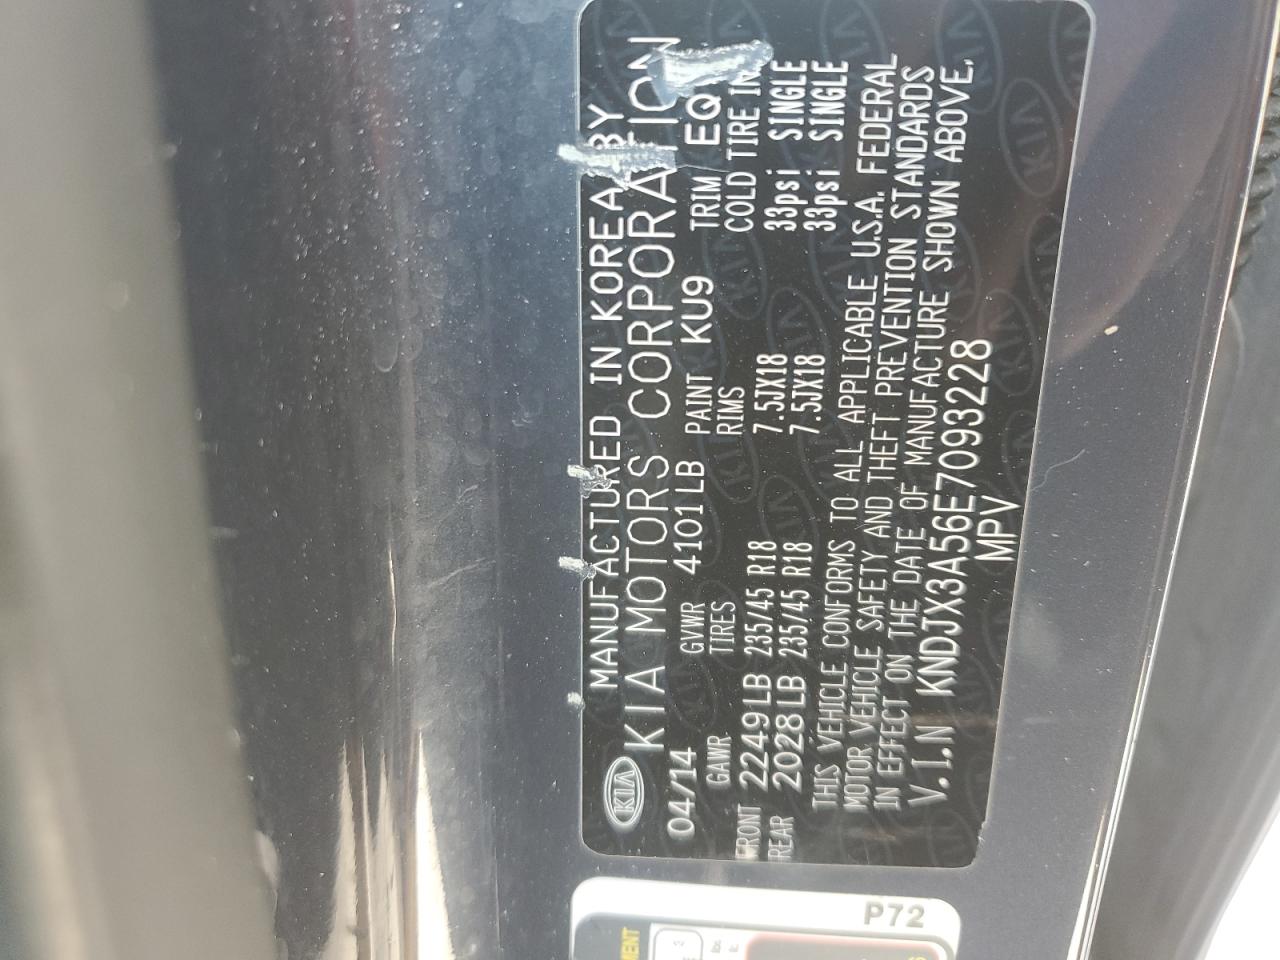 MANUFACTURED IN KOREA BY
KIA KIA MOTORS CORPORATION
04/14 GVWR 4101LB PAINT KU9 TRIM EQ
GAWR TIRES RIMS COLD TIRE
FRONT 2249LB 235/45 R18 7.5JX18 33psi SINGLE
REAR 2028LB 235/45 R18 7.5JX18 33psi SINGLE
THIS VEHICLE CONFORMS TO ALL APPLICABLE U.S.A. FEDERAL
MOTOR VEHICLE SAFETY AND THEFT PREVENTION STANDARDS
IN EFFECT ON THE DATE OF MANUFACTURE SHOWN ABOVE.
V.I.N KNDJX3A56E7093228
MPV
P72